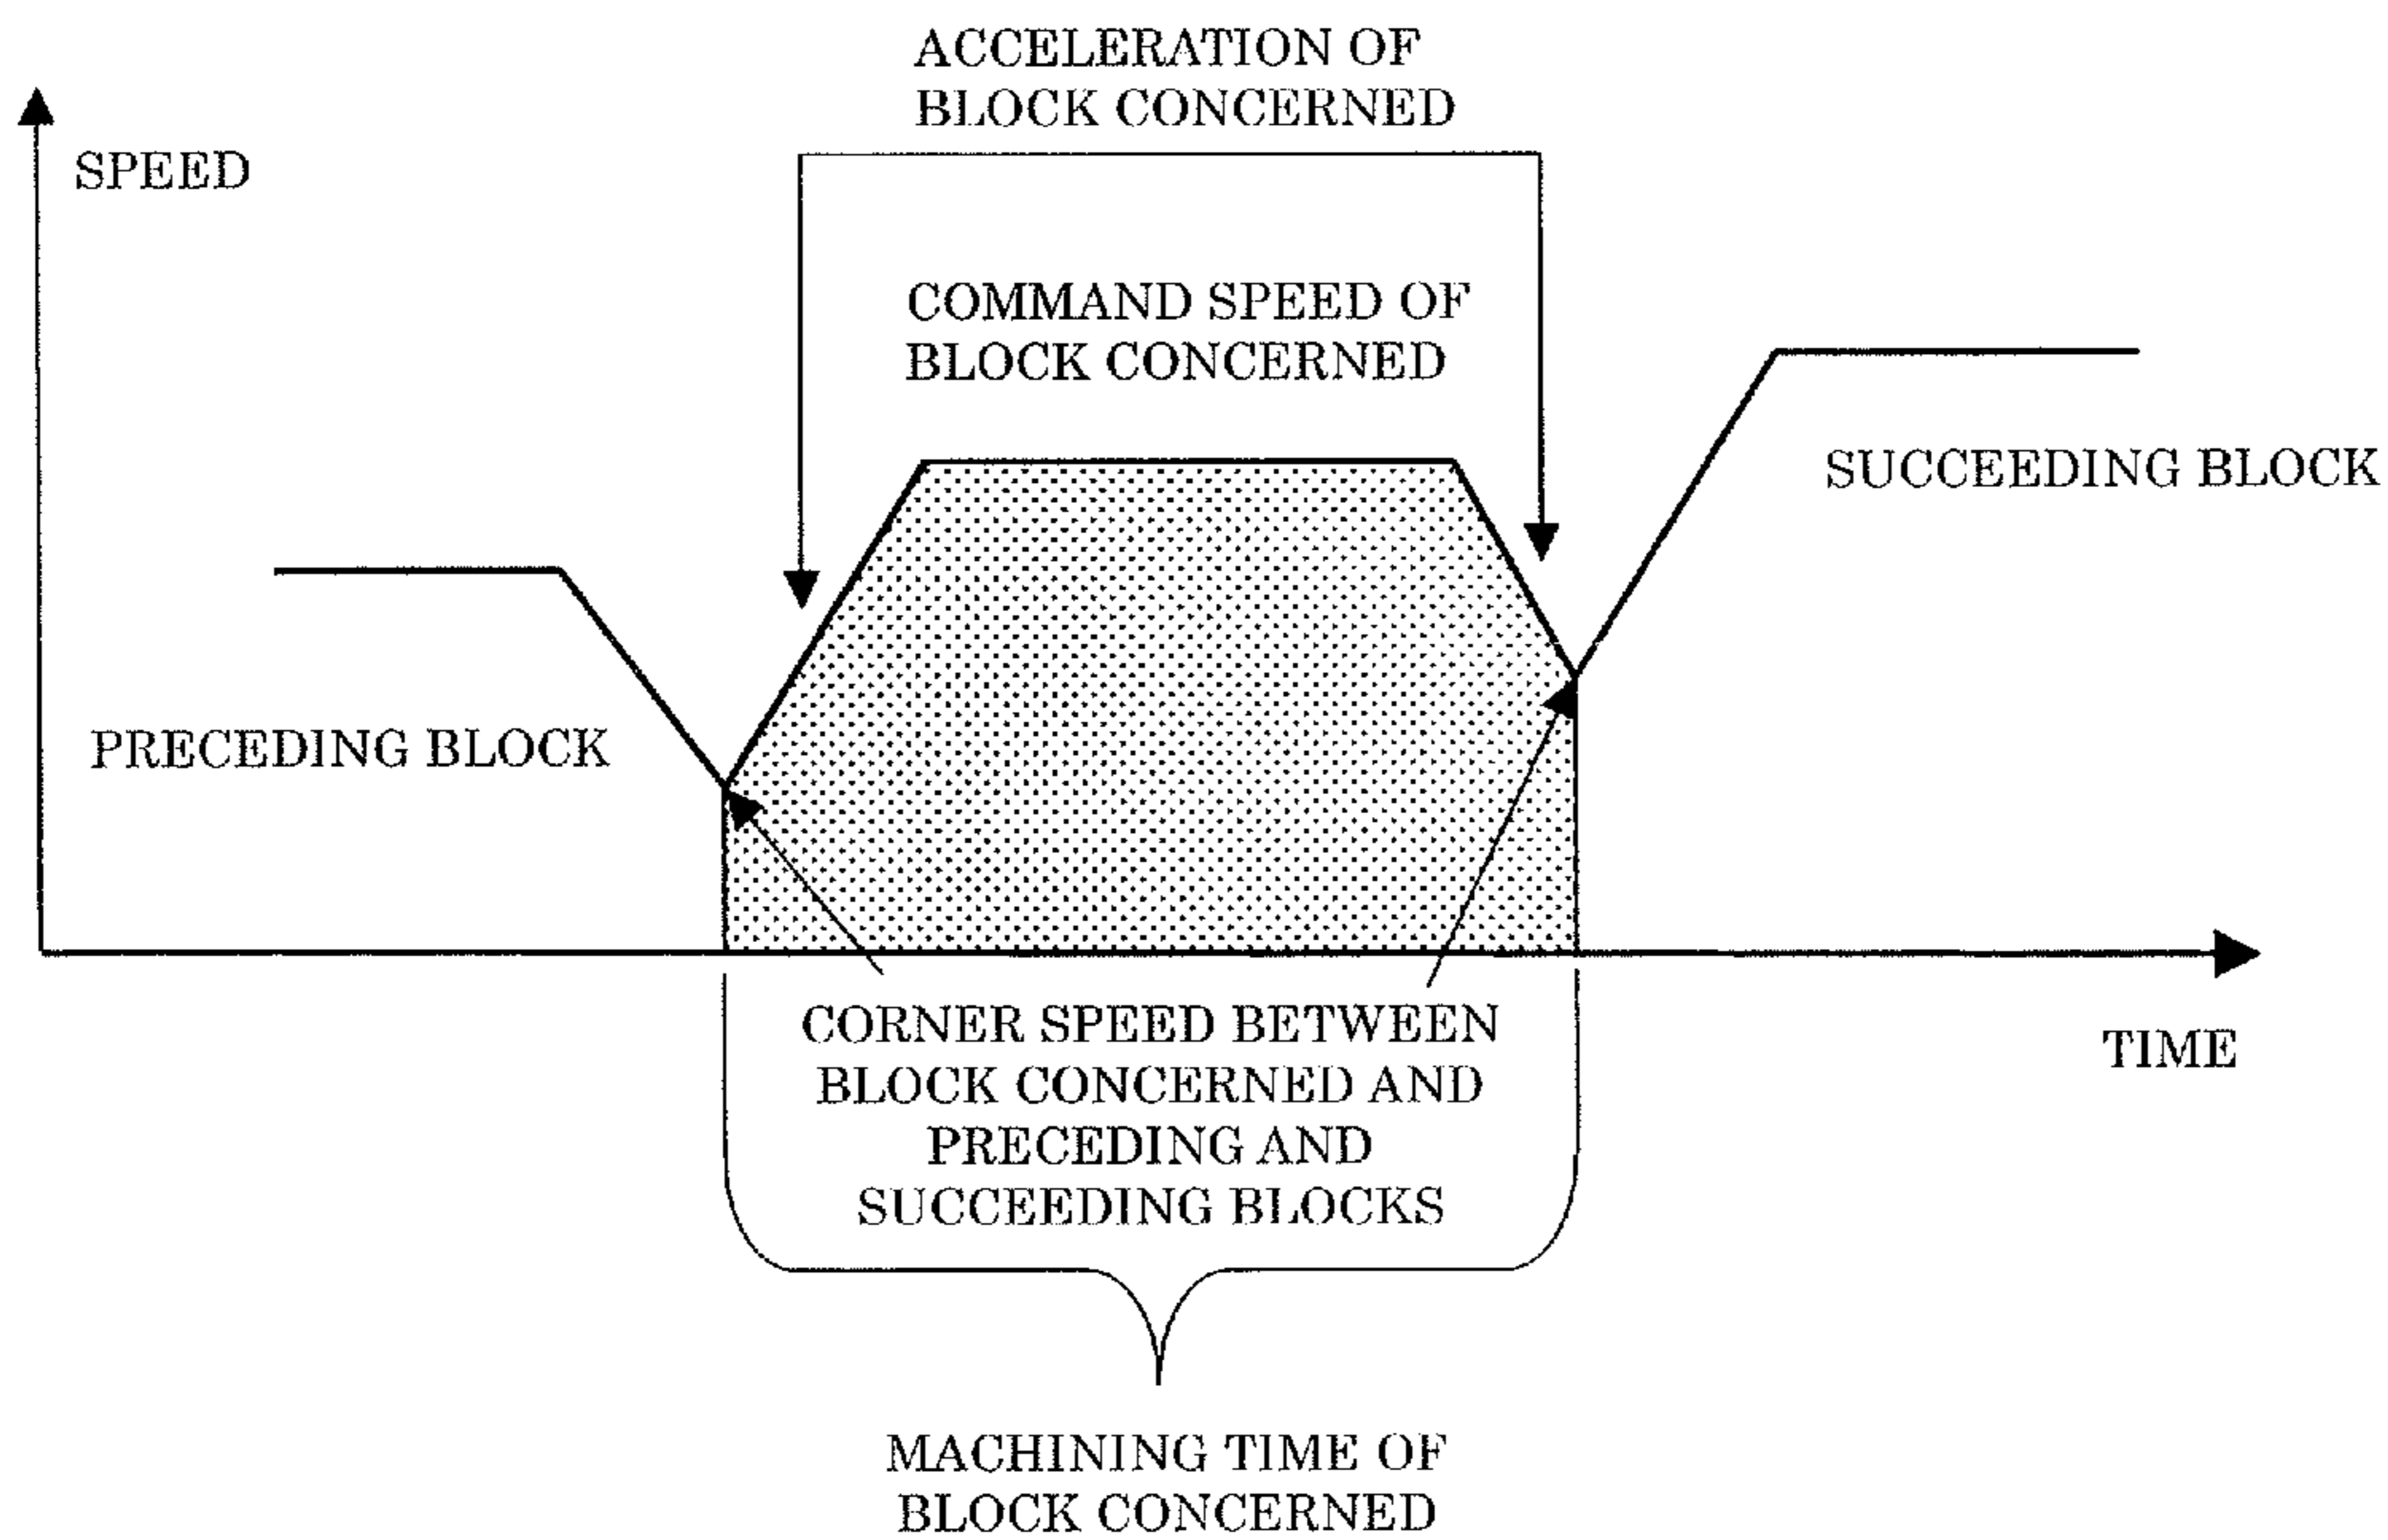 ACCELERATION OF
BLOCK CONCERNED
SPEED
COMMAND SPEED OF
BLOCK CONCERNED
SUCCEEDING BLOCK
PRECEDING BLOCK
CORNER SPEED BETWEEN
BLOCK CONCERNED AND
PRECEDING AND
SUCCEEDING BLOCKS
TIME
MACHINING TIME OF
BLOCK CONCERNED